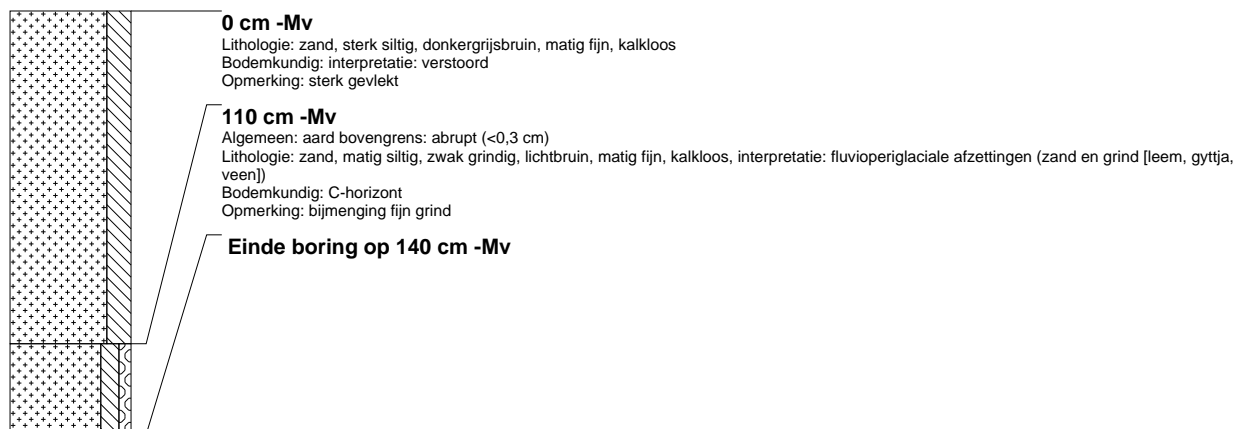 0 cm -Mv
Lithologie: zand, sterk siltig, donkergrijsbruin, matig fijn, kalkloos
Bodemkundig: interpretatie: verstoord
Opmerking: sterk gevlekt
110 cm -Mv
Algemeen: aard bovengrens: abrupt (<0,3 cm)
Lithologie: zand, matig siltig, zwak grindig, lichtbruin, matig fijn, kalkloos, interpretatie: fluvioperiglaciale afzettingen (zand en grind [leem, gyttja,
veen])
Bodemkundig: C-horizont
Opmerking: bijmenging fijn grind
Einde boring op 140 cm -Mv